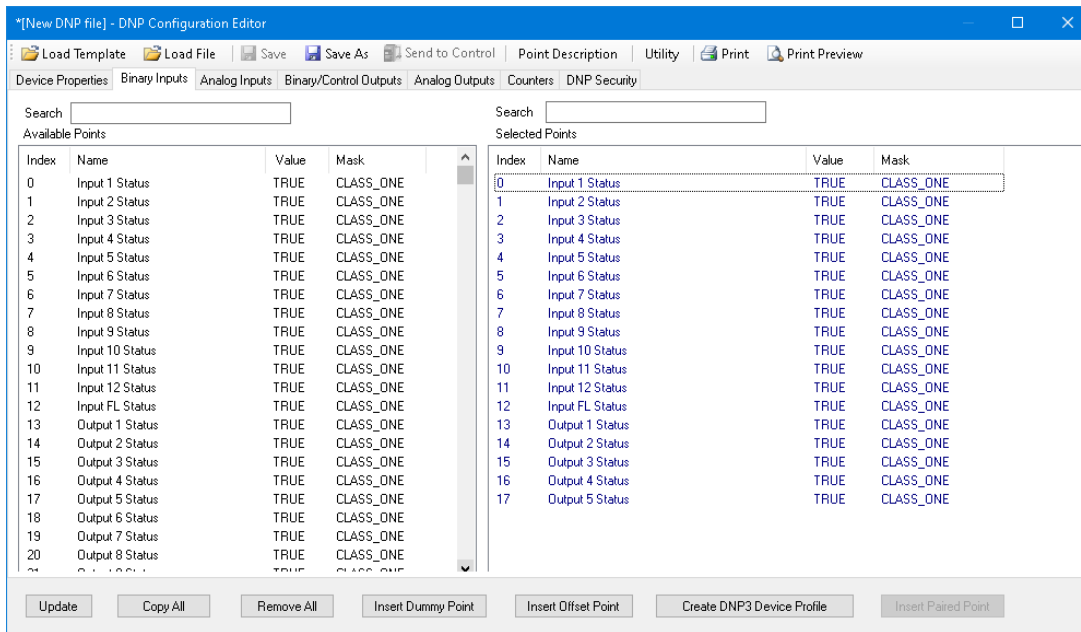 *[New DNP file] - DNP Configuration Editor
Load Template Load File Save Save As Send to Control Point Description Utility Print Print Preview
Device Properties Binary Inputs Analog Inputs Binary/Control Outputs Analog Outputs Counters DNP Security
Search Search
Available Points Selected Points
Index Name Value Mask Index Name Value Mask
0 Input 1 Status TRUE CLASS_ONE 0 Input 1 Status TRUE CLASS_ONE
1 Input 2 Status TRUE CLASS_ONE 1 Input 2 Status TRUE CLASS_ONE
2 Input 3 Status TRUE CLASS_ONE 2 Input 3 Status TRUE CLASS_ONE
3 Input 4 Status TRUE CLASS_ONE 3 Input 4 Status TRUE CLASS_ONE
4 Input 5 Status TRUE CLASS_ONE 4 Input 5 Status TRUE CLASS_ONE
5 Input 6 Status TRUE CLASS_ONE 5 Input 6 Status TRUE CLASS_ONE
6 Input 7 Status TRUE CLASS_ONE 6 Input 7 Status TRUE CLASS_ONE
7 Input 8 Status TRUE CLASS_ONE 7 Input 8 Status TRUE CLASS_ONE
8 Input 9 Status TRUE CLASS_ONE 8 Input 9 Status TRUE CLASS_ONE
9 Input 10 Status TRUE CLASS_ONE 9 Input 10 Status TRUE CLASS_ONE
10 Input 11 Status TRUE CLASS_ONE 10 Input 11 Status TRUE CLASS_ONE
11 Input 12 Status TRUE CLASS_ONE 11 Input 12 Status TRUE CLASS_ONE
12 Input FL Status TRUE CLASS_ONE 12 Input FL Status TRUE CLASS_ONE
13 Output 1 Status TRUE CLASS_ONE 13 Output 1 Status TRUE CLASS_ONE
14 Output 2 Status TRUE CLASS_ONE 14 Output 2 Status TRUE CLASS_ONE
15 Output 3 Status TRUE CLASS_ONE 15 Output 3 Status TRUE CLASS_ONE
16 Output 4 Status TRUE CLASS_ONE 16 Output 4 Status TRUE CLASS_ONE
17 Output 5 Status TRUE CLASS_ONE 17 Output 5 Status TRUE CLASS_ONE
18 Output 6 Status TRUE CLASS_ONE
19 Output 7 Status TRUE CLASS_ONE
20 Output 8 Status TRUE CLASS_ONE
Update Copy All Remove All Insert Dummy Point Insert Offset Point Create DNP3 Device Profile Insert Paired Point